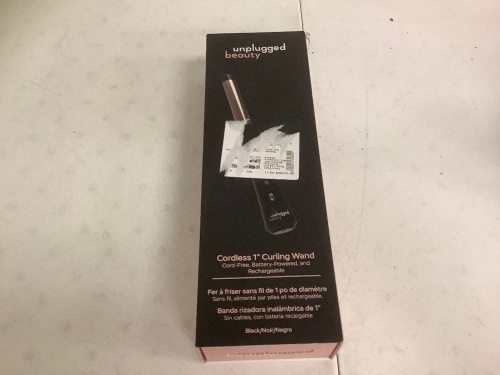 unplugged
beauty
unplugged
beauty
Cordless 1" Curling Wand
Cord-Free, Battery-Powered, and
Rechargeable
Fer à friser sans fil de 1 po de diamètre
Sans fil, alimenté par piles et rechargeable.
Banda rizadora inalámbrica de 1"
Sin cables, con batería recargable
Black/Noir/Negro
unplugged